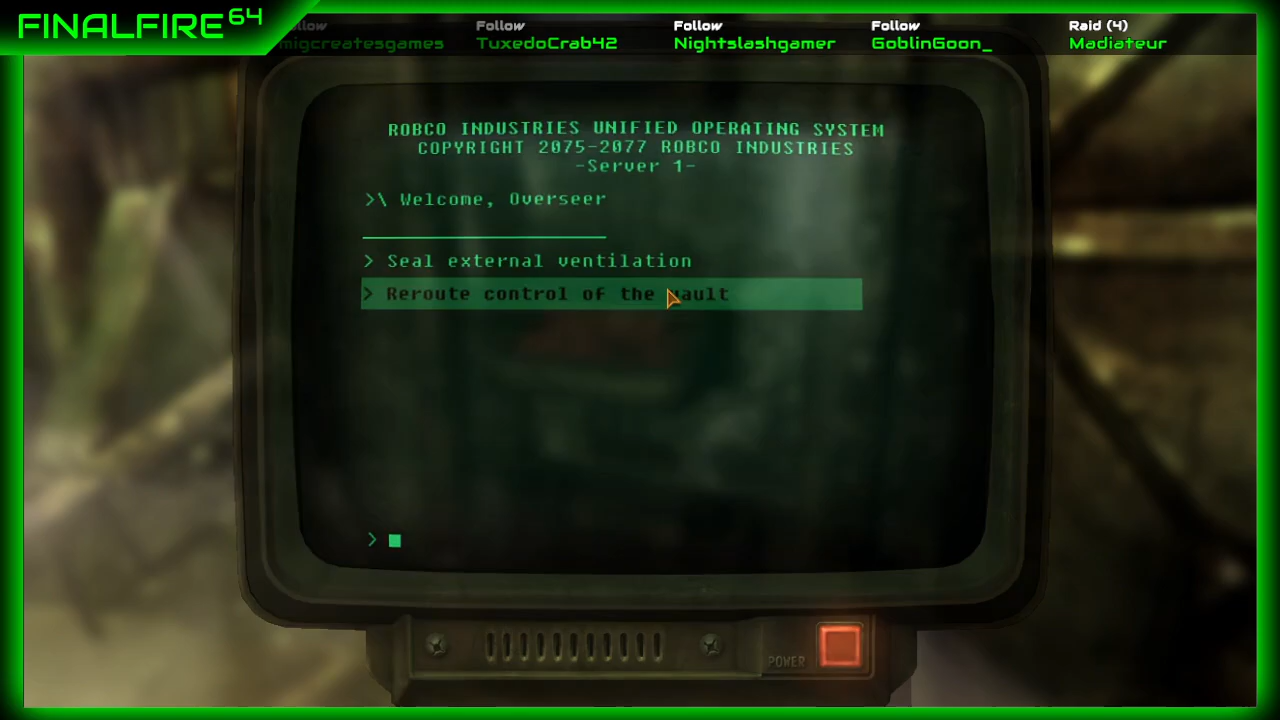 FINALFIRE64
Follow
TuxedoCrab42
Follow
Nightslashgamer
Follow
GoblinGoon_
Raid (4)
Madiateur
ROBCO INDUSTRIES UNIFIED OPERATING SYSTEM
COPYRIGHT 2075-2077 ROBCO INDUSTRIES
-Server 1-
>\ Welcome, Overseer
> Seal external ventilation
> Reroute control of the vault
>
POWER